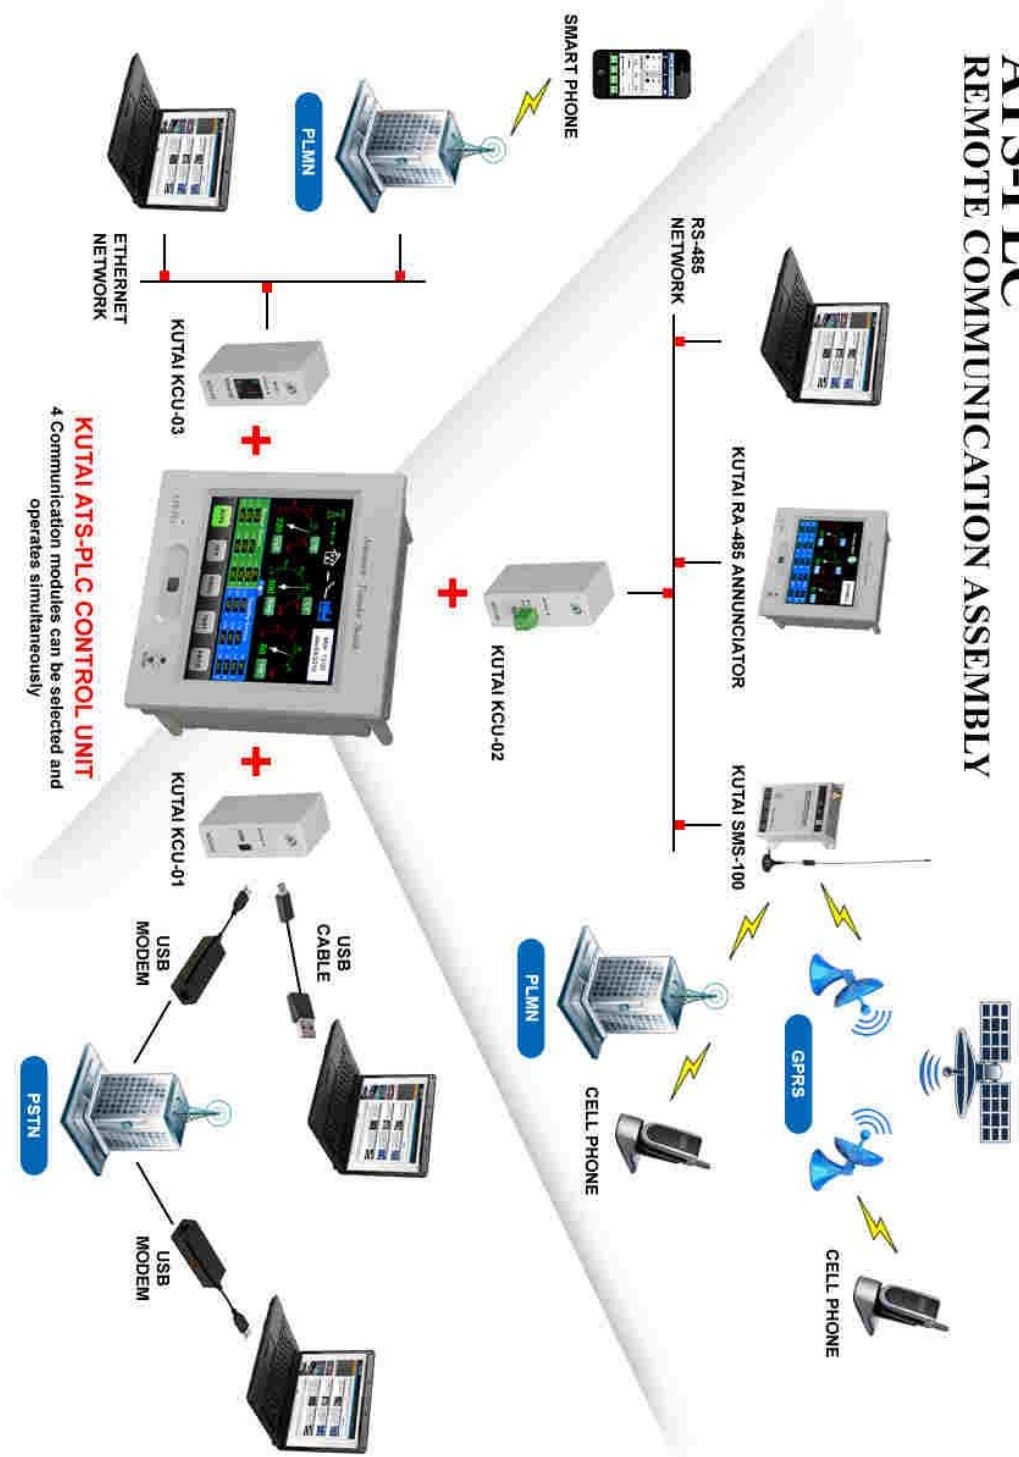 ATS-PLC
REMOTE COMMUNICATION ASSEMBLY
SMART PHONE
PLMN
RS-485
NETWORK
KUTAI RA-485 ANNUNCIATOR
KUTAI SMS-100
GPRS
CELL PHONE
PLMN
CELL PHONE
ETHERNET
NETWORK
KUTAI KCU-03
KUTAI KCU-02
KUTAI KCU-01
KUTAI ATS-PLC CONTROL UNIT
4 Communication modules can be selected and
operates simultaneously
USB
CABLE
USB
MODEM
PSTN
USB
MODEM